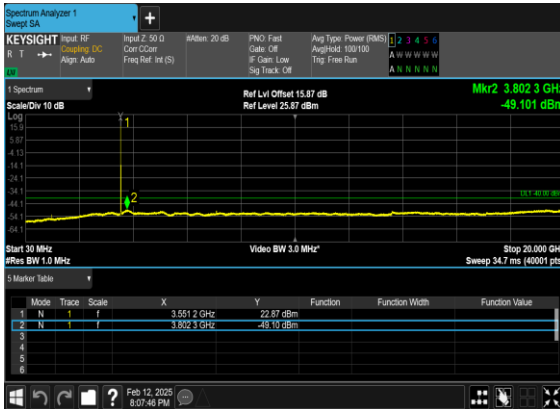 Spectrum Analyzer 1
Swept SA
+
KEYSIGHT
R T
Input: RF
Coupling: DC
Align: Auto
Input Z: 50 Ω
Corr CCorr
Freq Ref: Int (S)
#Atten: 20 dB
PNO: Fast
Gate: Off
IF Gain: Low
Sig Track: Off
Avg Type: Power (RMS)
Avg|Hold: 100/100
Trig: Free Run
1 2 3 4 5 6
A W W W W W
A N N N N N
1 Spectrum
Scale/Div 10 dB
Ref Lvl Offset 15.87 dB
Ref Level 25.87 dBm
Mkr2 3.802 3 GHz
-49.101 dBm
Log
15.9
5.87
-4.13
-14.1
-24.1
-34.1
-44.1
-54.1
-64.1
1
2
DL1 -40.00 dBm
Start 30 MHz
#Res BW 1.0 MHz
Video BW 3.0 MHz*
Stop 20.000 GHz
Sweep 34.7 ms (40001 pts)
5 Marker Table
Mode Trace Scale X Y Function Function Width Function Value
1 N 1 f 3.551 2 GHz 22.87 dBm
2 N 1 f 3.802 3 GHz -49.10 dBm
3
4
5
6
?
Feb 12, 2025
8:07:46 PM